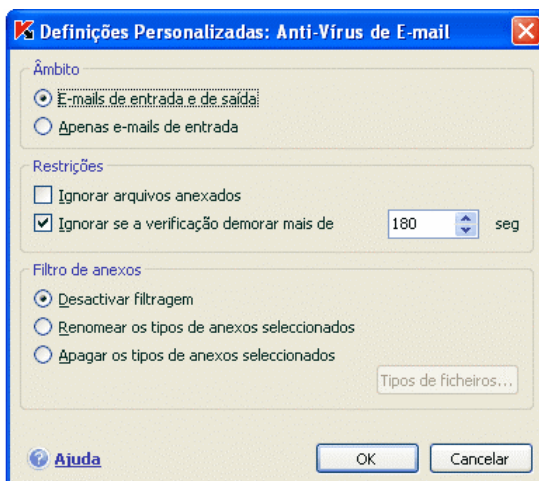 Definições Personalizadas: Anti-Vírus de E-mail
Âmbito
E-mails de entrada e de saída
Apenas e-mails de entrada
Restrições
Ignorar arquivos anexados
Ignorar se a verificação demorar mais de 180 seg
Filtro de anexos
Desactivar filtragem
Renomear os tipos de anexos seleccionados
Apagar os tipos de anexos seleccionados
Tipos de ficheiros...
Ajuda OK Cancelar